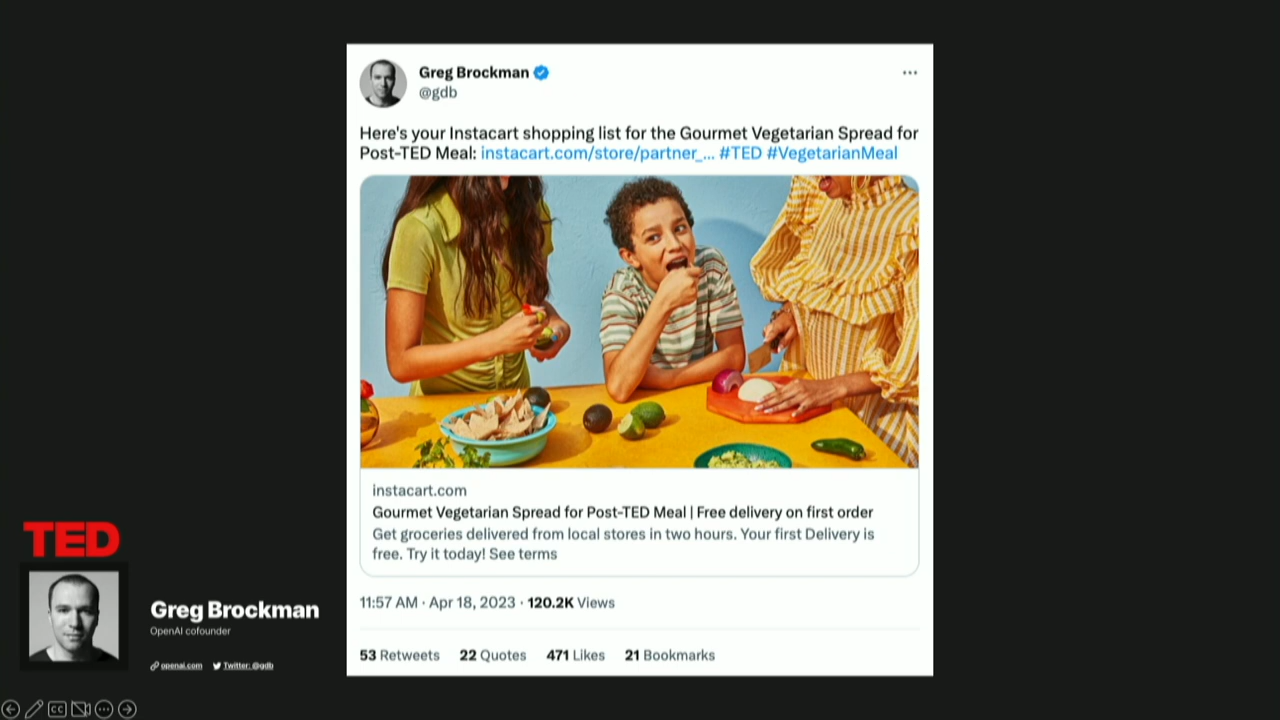 Greg Brockman
@gdb
Here's your Instacart shopping list for the Gourmet Vegetarian Spread for
Post-TED Meal: instacart.com/store/partner_... #TED #VegetarianMeal
instacart.com
Gourmet Vegetarian Spread for Post-TED Meal | Free delivery on first order
Get groceries delivered from local stores in two hours. Your first Delivery is
free. Try it today! See terms
11:57 AM · Apr 18, 2023 · 120.2K Views
53 Retweets 22 Quotes 471 Likes 21 Bookmarks
TED
Greg Brockman
OpenAI cofounder
openai.com Twitter: @gdb
CC